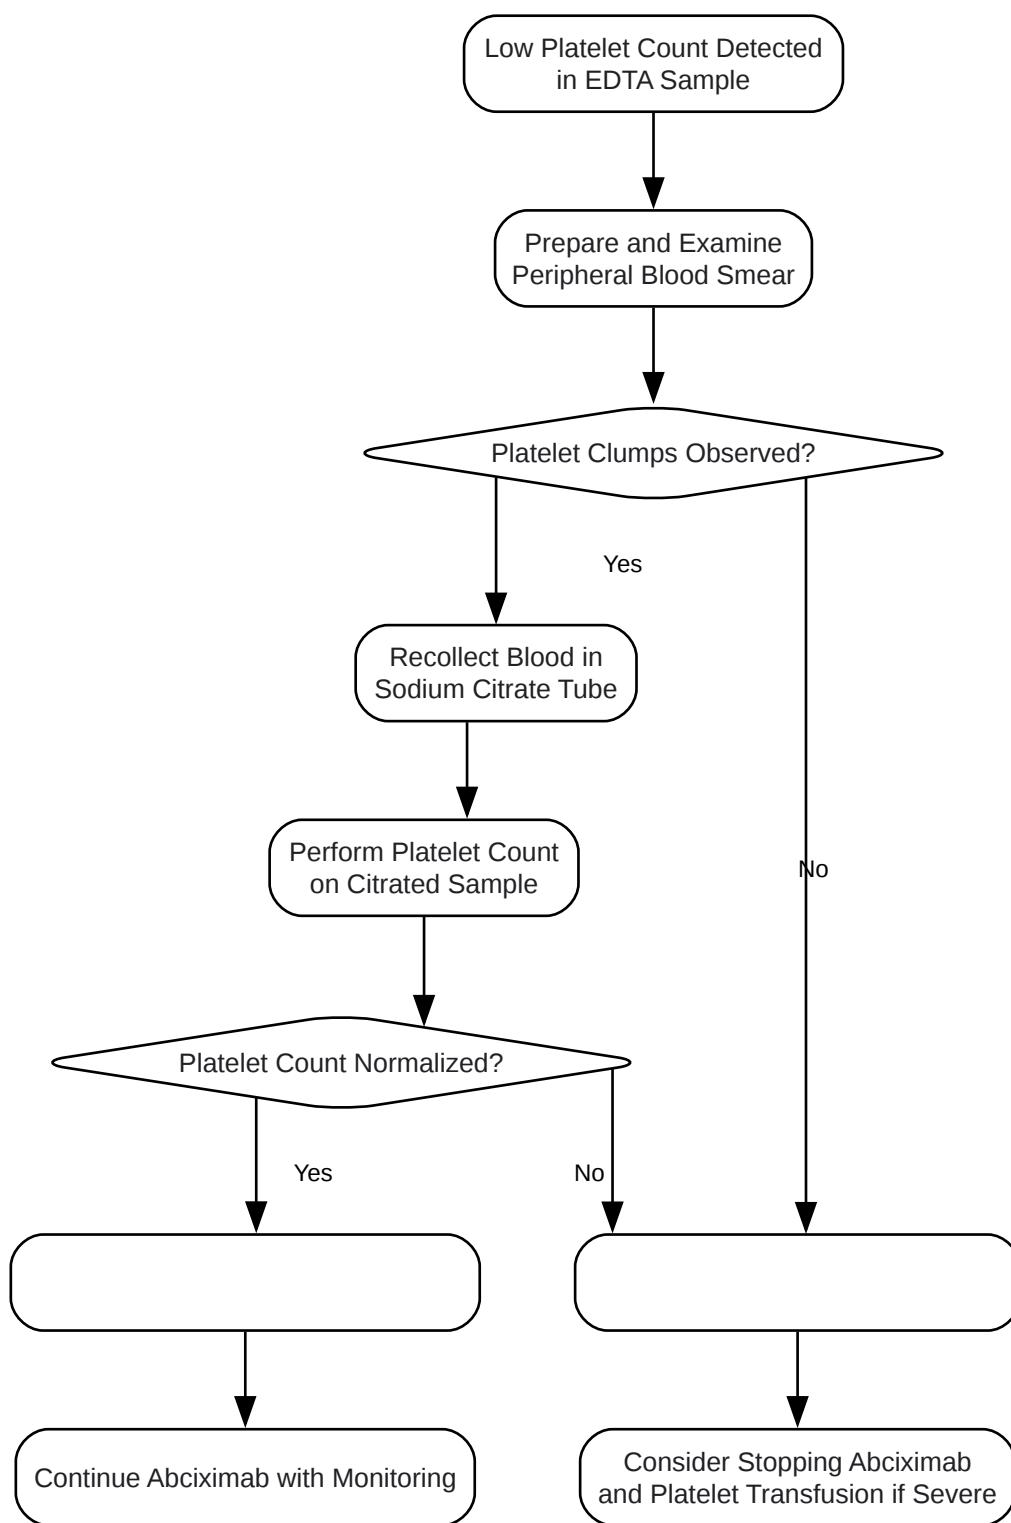 Low Platelet Count Detected
in EDTA Sample
Prepare and Examine
Peripheral Blood Smear
Platelet Clumps Observed?
Yes
Recollect Blood in
Sodium Citrate Tube
Perform Platelet Count
on Citrated Sample
No
Platelet Count Normalized?
Yes
No
Continue Abciximab with Monitoring
Consider Stopping Abciximab
and Platelet Transfusion if Severe